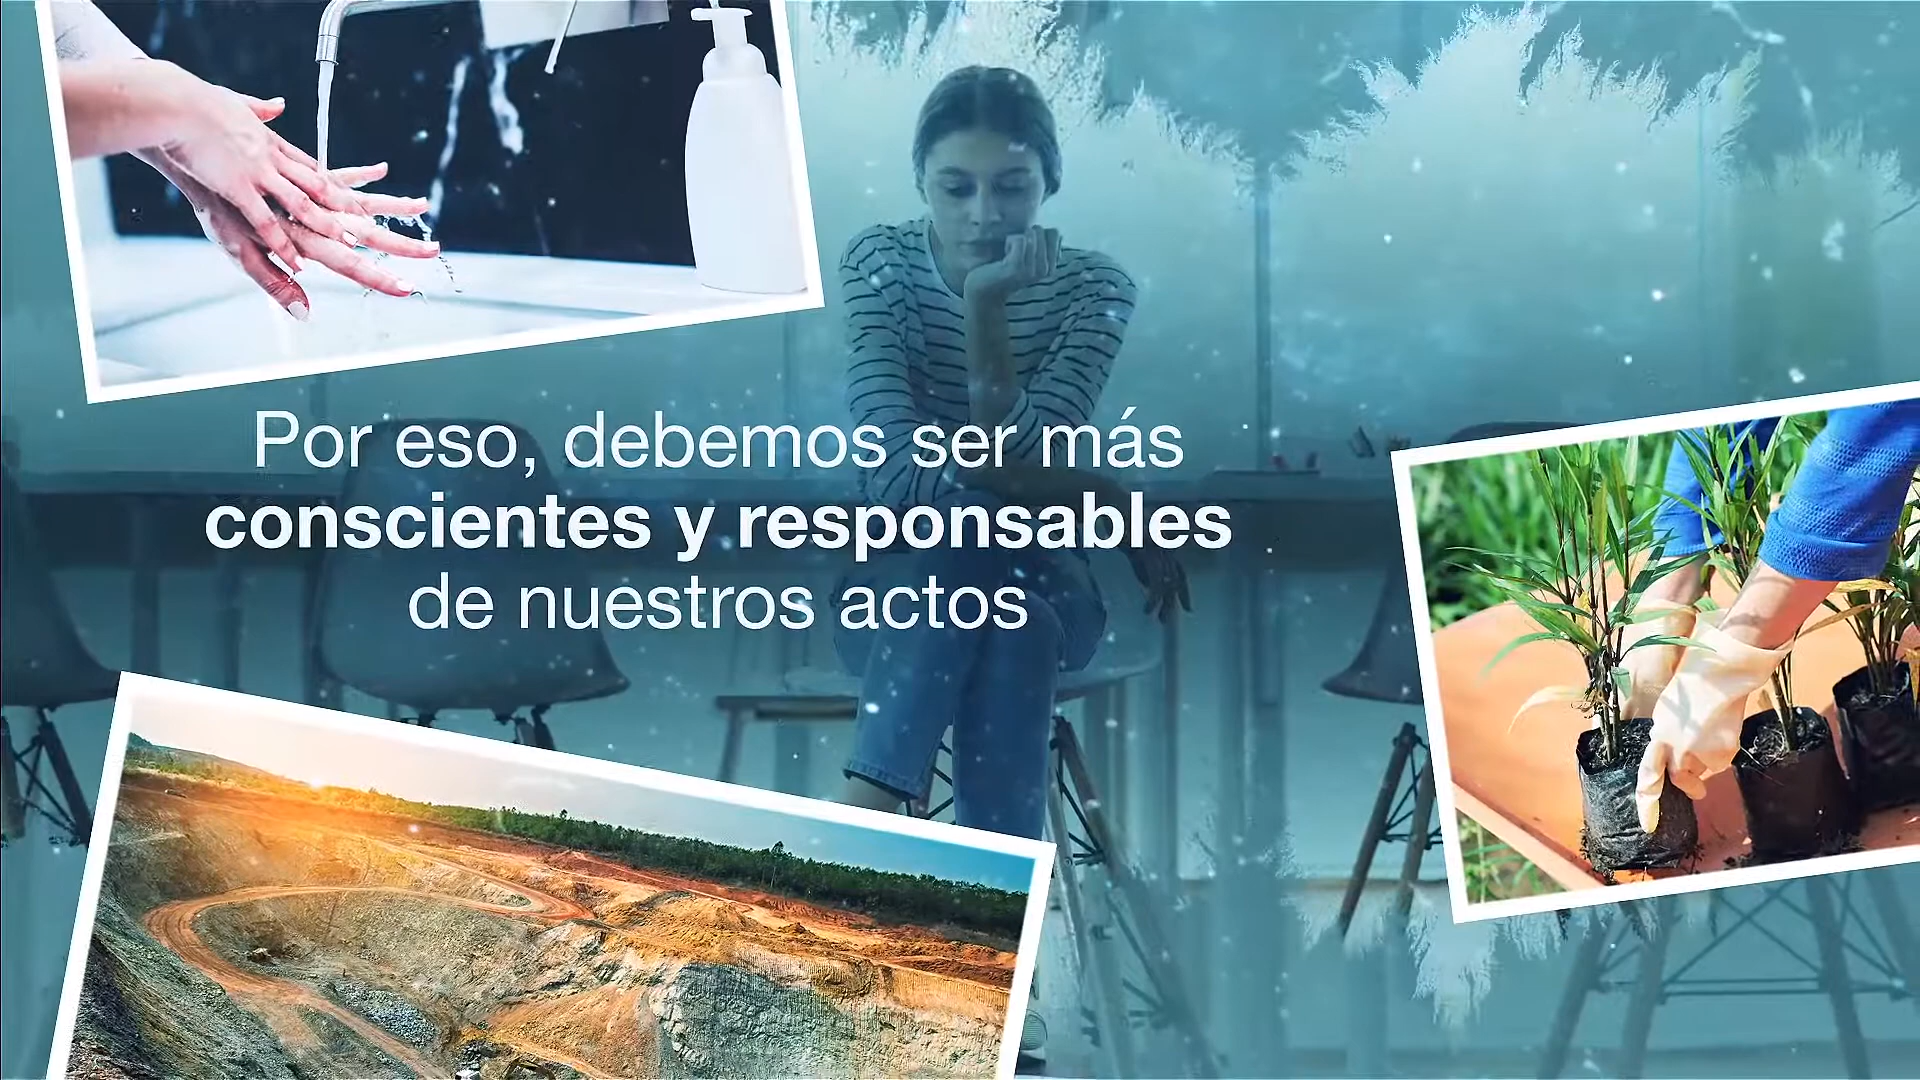 Por eso, debemos ser más
conscientes y responsables
de nuestros actos